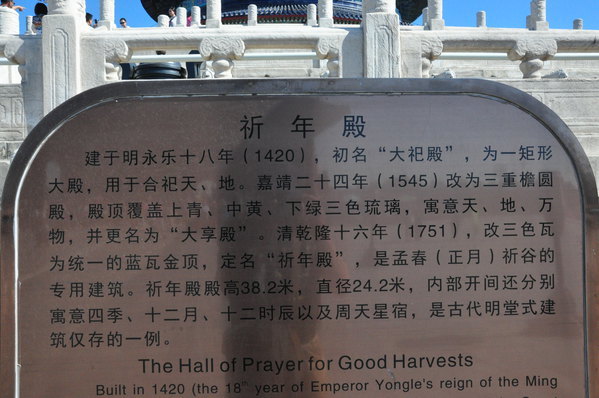 祈年殿
建于明永乐十八年（1420），初名“大祀殿”，为一矩形
大殿，用于合祀天、地。嘉靖二十四年（1545）改为三重檐圆
殿，殿顶覆盖上青、中黄、下绿三色琉璃，寓意天、地、万
物，并更名为“大享殿”。清乾隆十六年（1751），改三色瓦
为统一的蓝瓦金顶，定名“祈年殿”，是孟春（正月）祈谷的
专用建筑。祈年殿殿高38.2米，直径24.2米，内部开间还分别
寓意四季、十二月、十二时辰以及周天星宿，是古代明堂式建
筑仅存的一例。
The Hall of Prayer for Good Harvests
Built in 1420 (the 18th year of Emperor Yongle's reign of the Ming